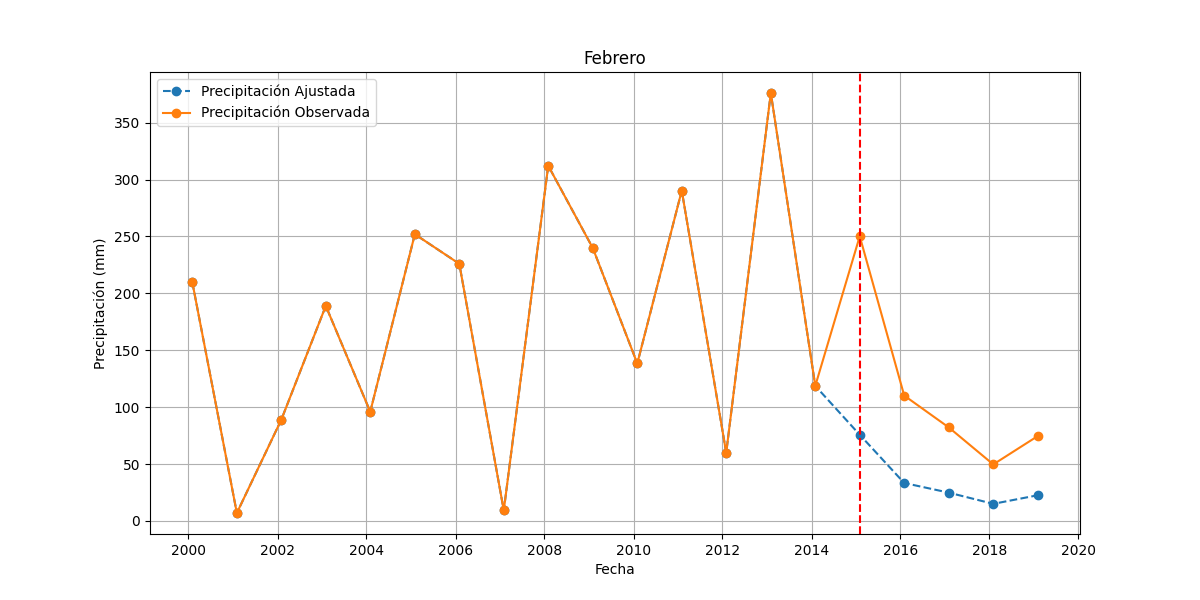 Febrero
Precipitación Ajustada
Precipitación Observada
Precipitación (mm)
350
300
250
200
150
100
50
0
2000 2002 2004 2006 2008 2010 2012 2014 2016 2018 2020
Fecha